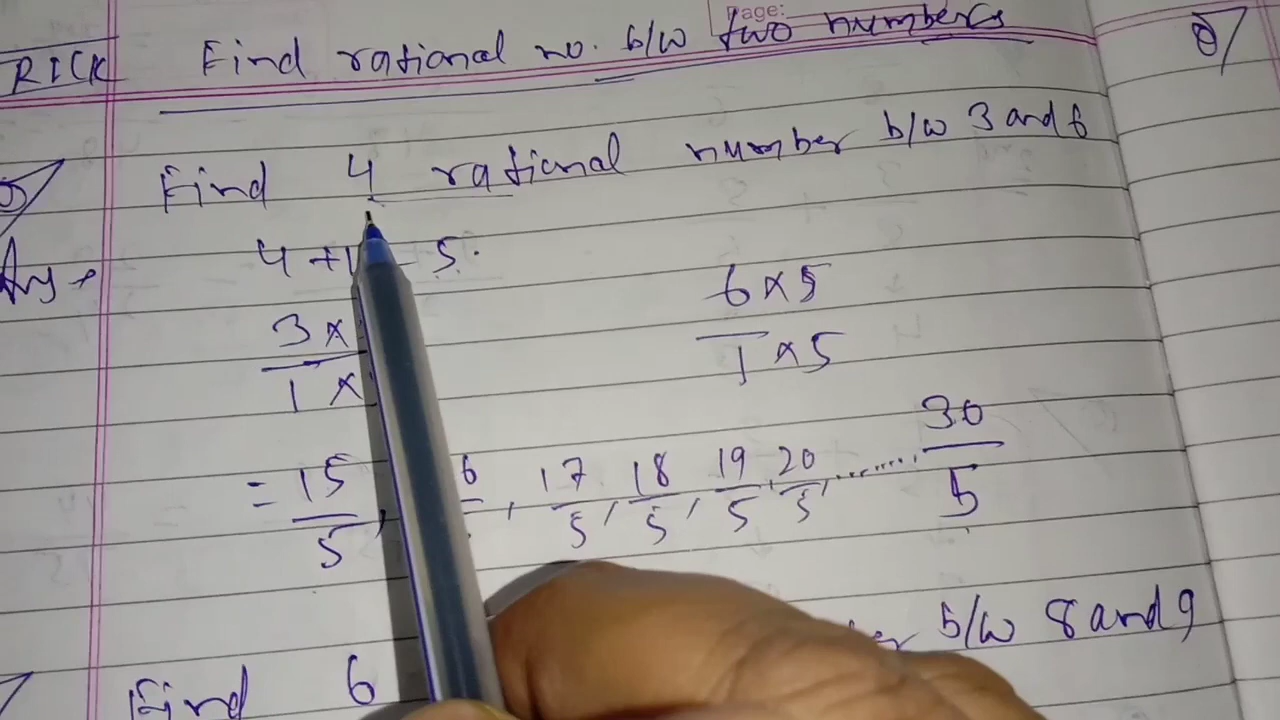 Page:
RICK Find rational no. b/w two numbers
Q/
Find 4 rational number b/w 3 and 6
Ans 4 + 1 = 5.
3 x 6 x 5
1 x 1 x 5
= 15/5, 6, 17/5, 18/5, 19/5, 20/5, ........ 30/5
Find 6 b/w 8 and 9